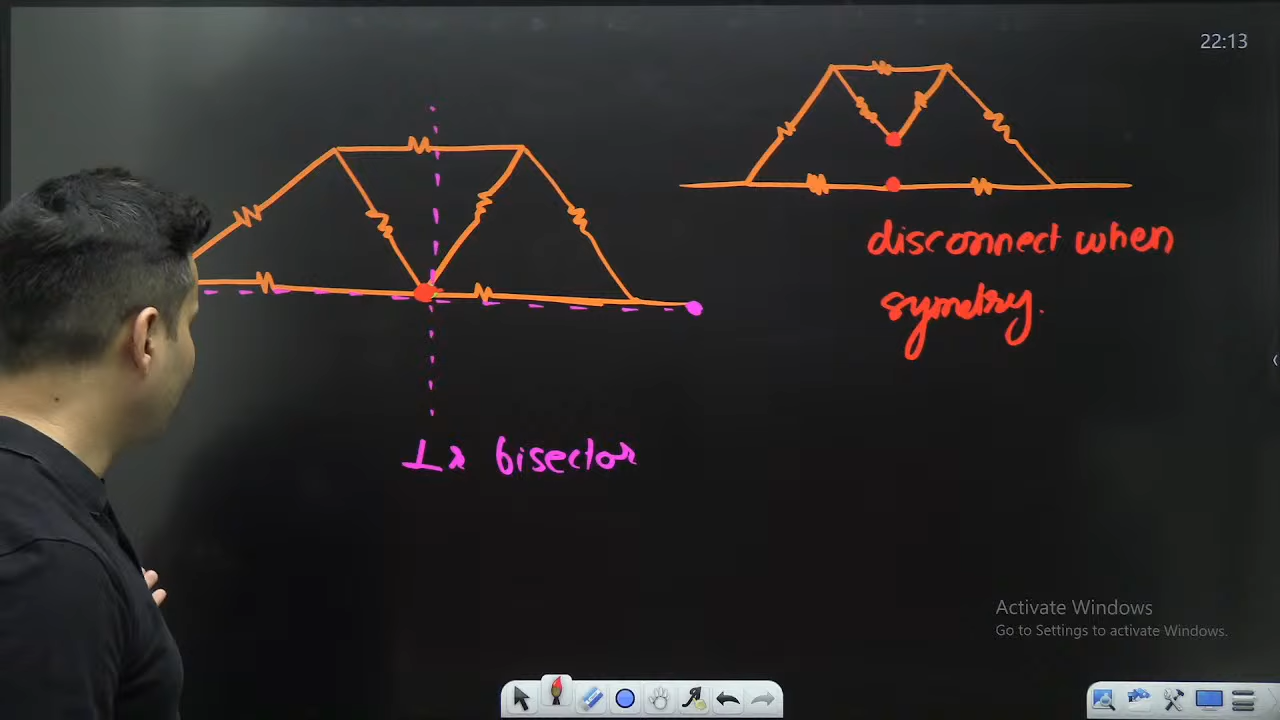 22:13
disconnect when
symetry.
⊥r bisector
Activate Windows
Go to Settings to activate Windows.